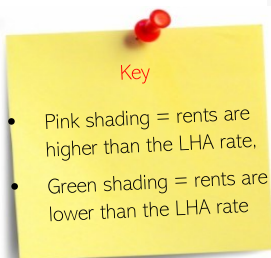 Key
• Pink shading = rents are
higher than the LHA rate,
• Green shading = rents are
lower than the LHA rate